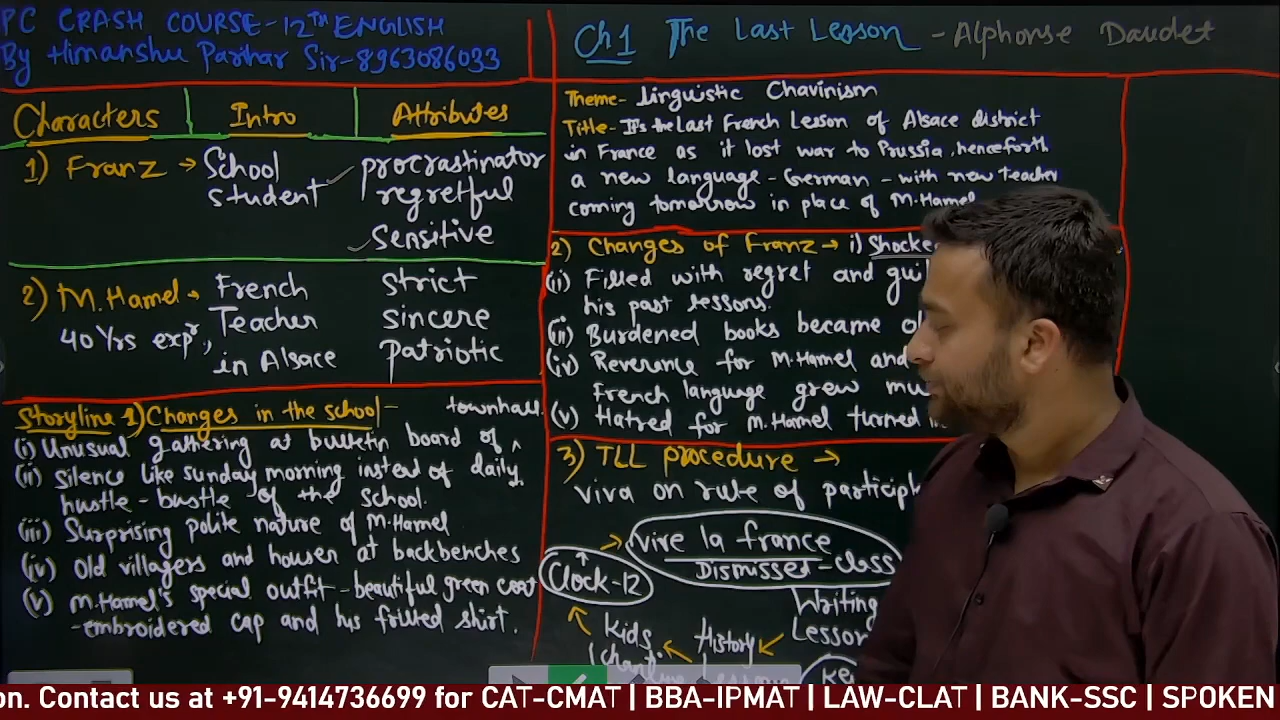 PC CRASH COURSE-12TH ENGLISH
By Himanshu Parihar Sir-8963086033
Ch1 The Last Lesson - Alphonse Daudet
Characters Intro Attributes
1) Franz → School student procrastinator regretful sensitive
2) M. Hamel → French Teacher in Alsace strict sincere patriotic
40 Yrs expr,
Storyline 1) Changes in the school- townhall.
(i) Unusual gathering at bulletin board of ^
(ii) Silence like sunday morning instead of daily
hustle-bustle of the school.
(iii) Surprising polite nature of M.Hamel
(iv) Old villagers and houser at backbenches
(v) M.Hamel's special outfit - beautiful green coat
-embroidered cap and his frilled shirt.
Theme- Linguistic Chavinism
Title- It's the Last French Lesson of Alsace district
in France as it lost war to Prussia, henceforth
a new language - German - with new teacher
coming tomorrow in place of M.Hamel
2) Changes of Franz → i) Shocke
(ii) Filled with regret and
his past lessons.
(iii) Burdened books became
(iv) Reverance for M.Hamel and
French language grew
(v) Hatred for M.Hamel turned
3) TLL procedure →
viva on rule of
→ vive la france
Dismissed-class
Clock-12
Writing Lesson
History
Kids
on. Contact us at +91-9414736699 for CAT-CMAT | BBA-IPMAT | LAW-CLAT | BANK-SSC | SPOKEN